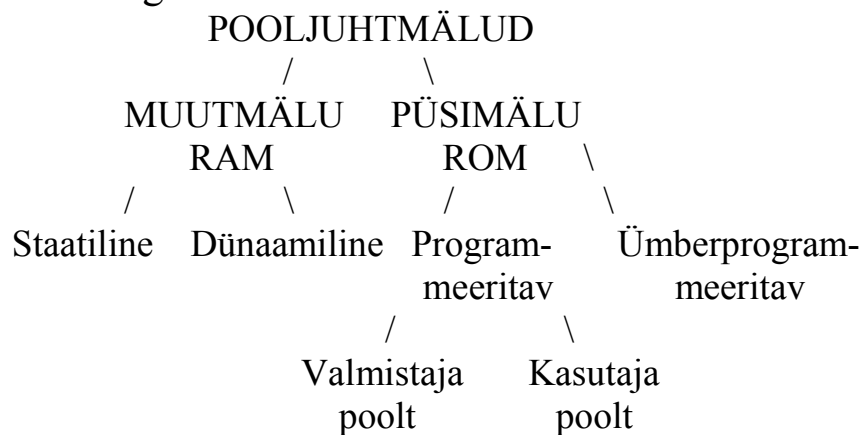 POOLJUHTMÄLUD
/ \
MUUTMÄLU PÜSIMÄLU
RAM ROM \
/ \ / \
Staatiline Dünaamiline Program- Ümberprogram-
meeritav meeritav
/ \
Valmistaja Kasutaja
poolt poolt